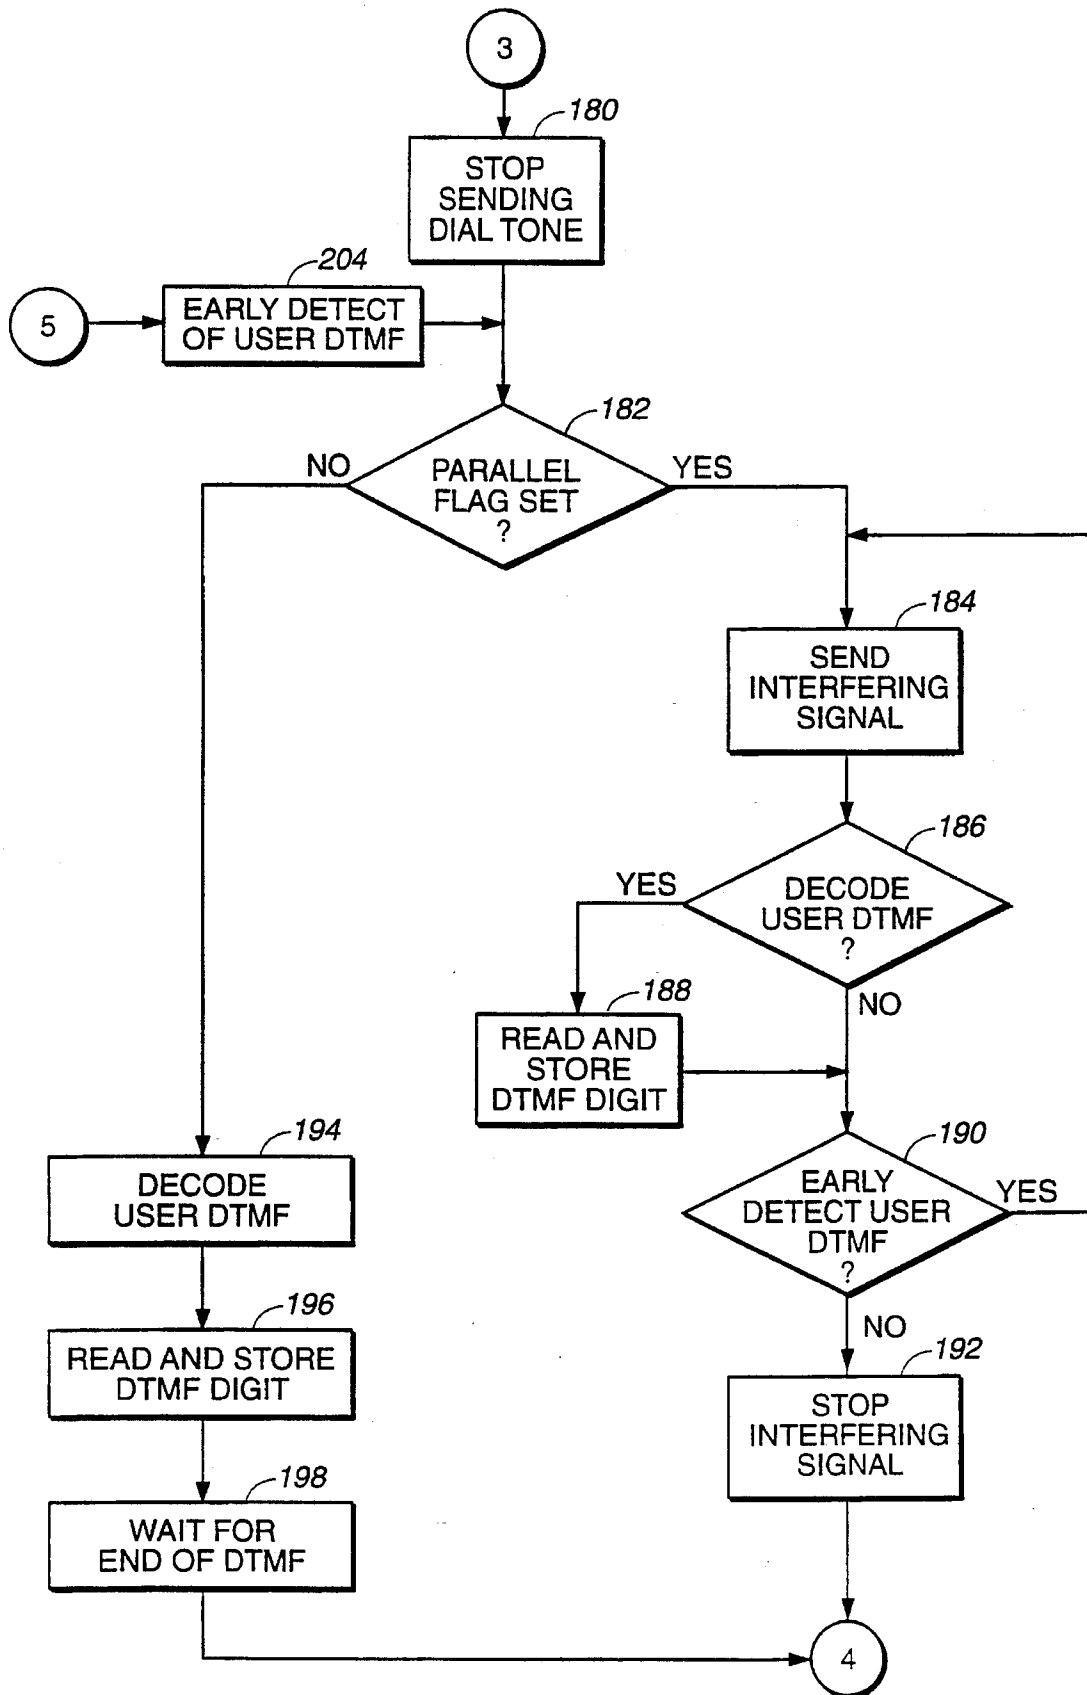 3
180
STOP
SENDING
DIAL TONE
204
5
EARLY DETECT
OF USER DTMF
182
NO
PARALLEL
FLAG SET
?
YES
184
SEND
INTERFERING
SIGNAL
186
YES
DECODE
USER DTMF
?
NO
188
READ AND
STORE
DTMF DIGIT
190
EARLY
DETECT USER
DTMF
?
YES
NO
194
DECODE
USER DTMF
196
READ AND STORE
DTMF DIGIT
192
STOP
INTERFERING
SIGNAL
198
WAIT FOR
END OF DTMF
4